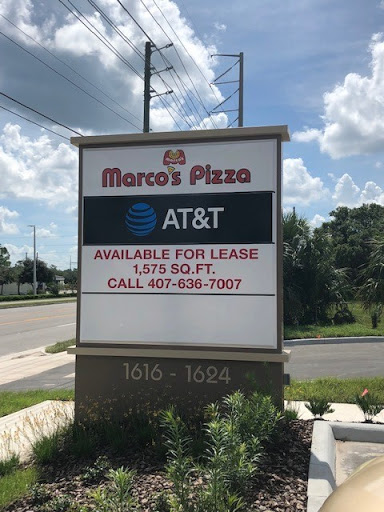 Marco's Pizza
AT&T
AVAILABLE FOR LEASE
1,575 SQ.FT.
CALL 407-636-7007
1616 - 1624